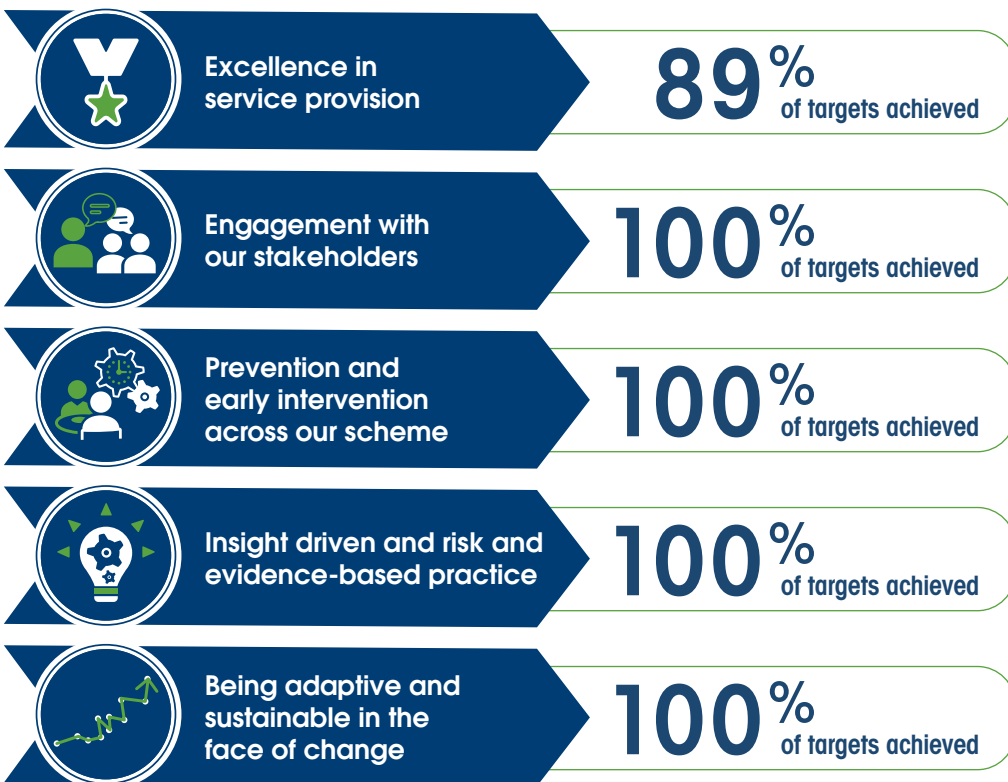 Excellence in
service provision
89%
of targets achieved
Engagement with
our stakeholders
100%
of targets achieved
Prevention and
early intervention
across our scheme
100%
of targets achieved
Insight driven and risk and
evidence-based practice
100%
of targets achieved
Being adaptive and
sustainable in the
face of change
100%
of targets achieved